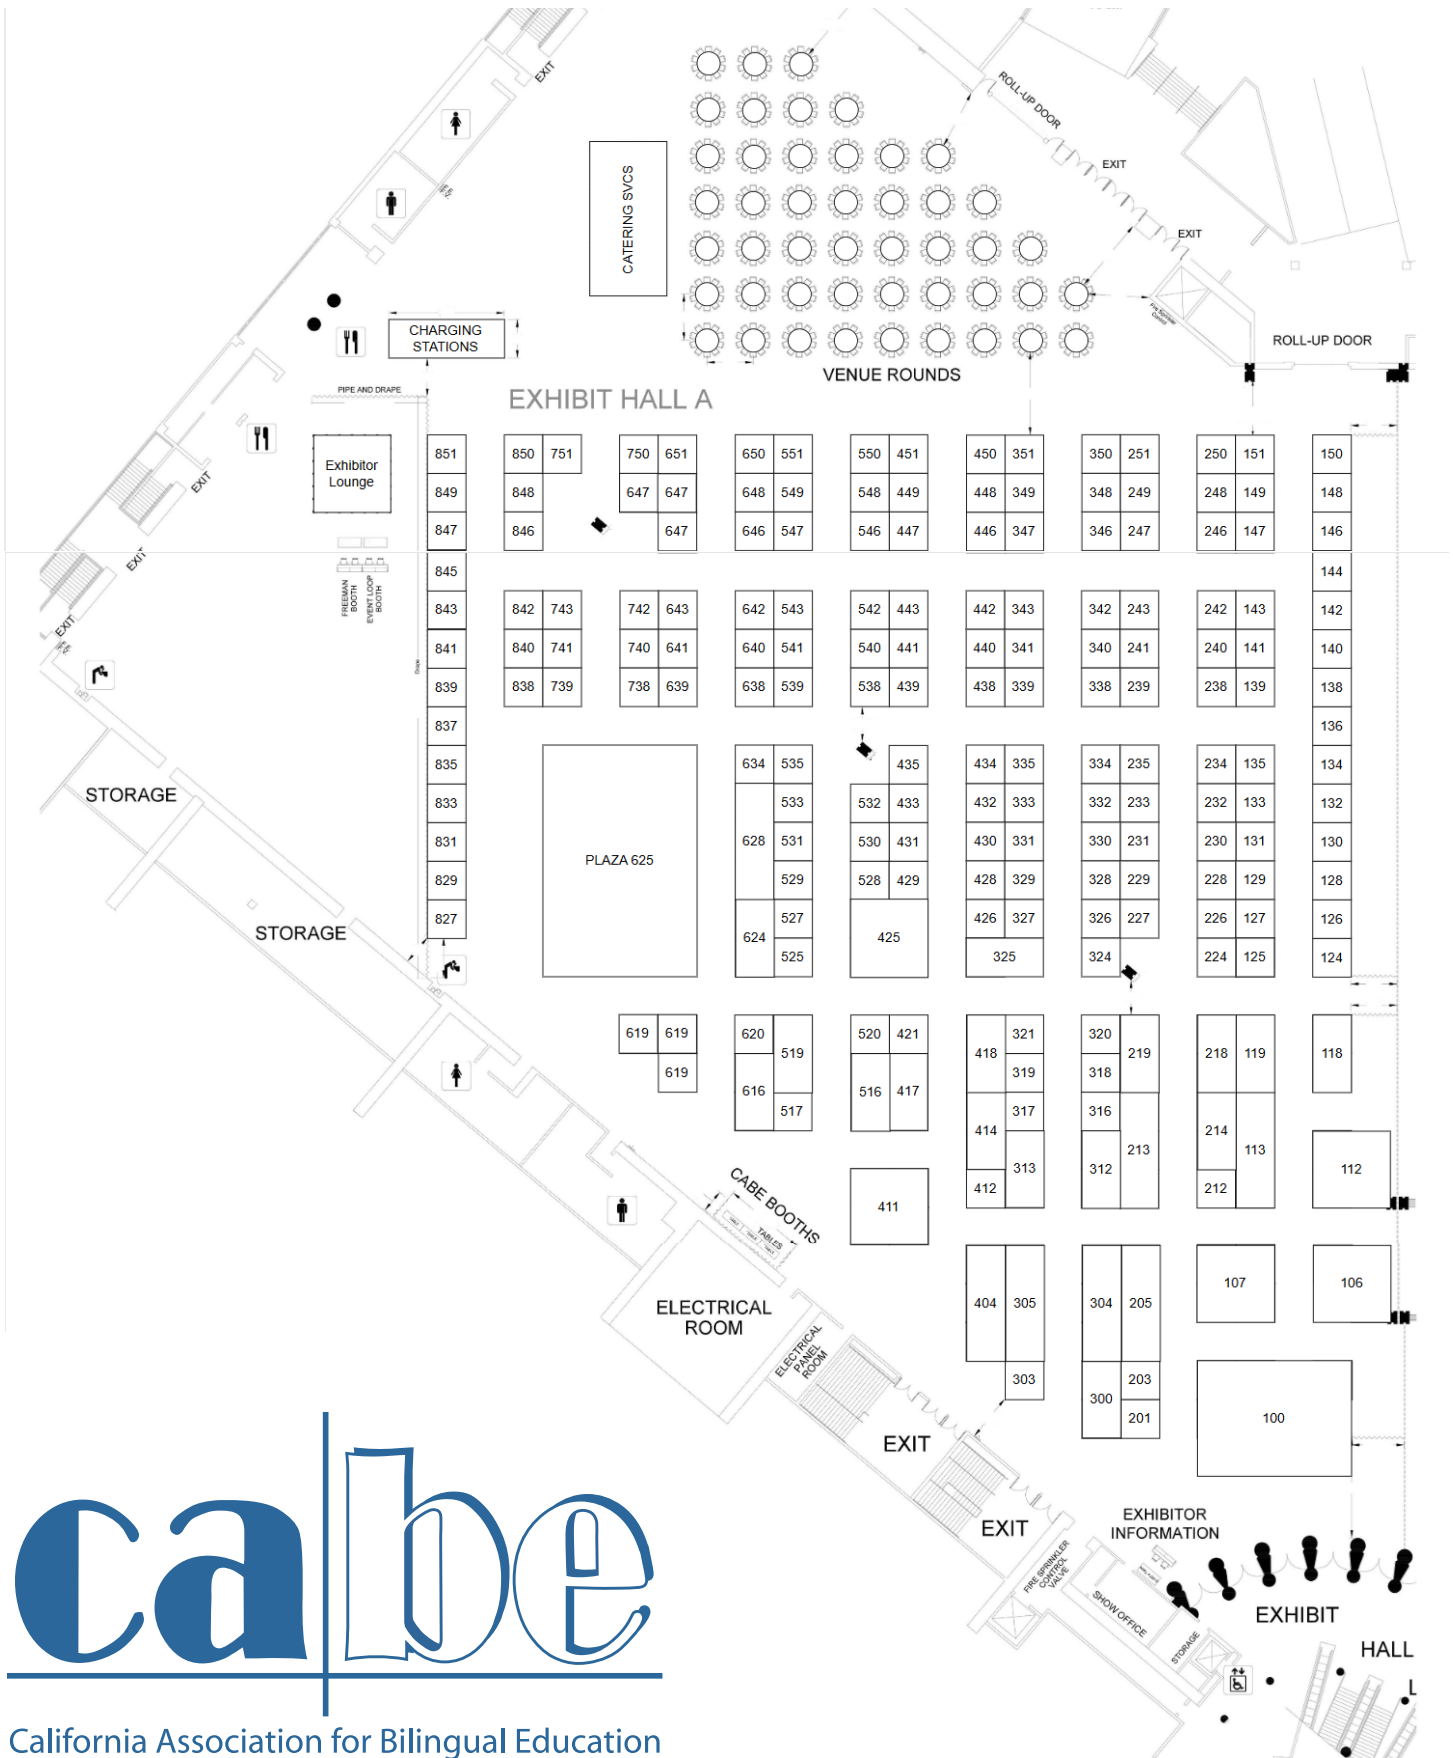 EXIT
ROLL-UP DOOR
EXIT
EXIT
CATERING SVCS
CHARGING
STATIONS
ROLL-UP DOOR
VENUE ROUNDS
PIPE AND DRAPE
EXHIBIT HALL A
Exhibitor
Lounge
EXIT
EXIT
EXIT
FREEMAN
BOOTH
EVENT LOOP
BOOTH
851 850 751 750 651 650 551 550 451 450 351 350 251 250 151 150
849 848 647 647 648 549 548 449 448 349 348 249 248 149 148
847 846 647 646 547 546 447 446 347 346 247 246 147 146
845 144
843 842 743 742 643 642 543 542 443 442 343 342 243 242 143 142
841 840 741 740 641 640 541 540 441 440 341 340 241 240 141 140
839 838 739 738 639 638 539 538 439 438 339 338 239 238 139 138
Drape
837 136
835 634 535 435 434 335 334 235 234 135 134
STORAGE
833 533 532 433 432 333 332 233 232 133 132
831 628 531 530 431 430 331 330 231 230 131 130
PLAZA 625
829 529 528 429 428 329 328 229 228 129 128
827 527 426 327 326 227 226 127 126
STORAGE
624 425
525 325 324 224 125 124
619 619 620 520 421 321 320
519 418 219 218 119 118
619 319 318
616 516 417
517 317 316
414 213 214 113
313 312 112
412 212
CABE BOOTHS
TABLES
411
107 106
ELECTRICAL
ROOM
404 305 304 205
ELECTRICAL
PANEL
ROOM
303 203
300
201
100
EXIT
EXIT
EXHIBITOR
INFORMATION
FIRE SPRINKLER
CONTROL
VALVE
SHOW OFFICE
STORAGE
EXHIBIT
HALL
L
cabe
California Association for Bilingual Education